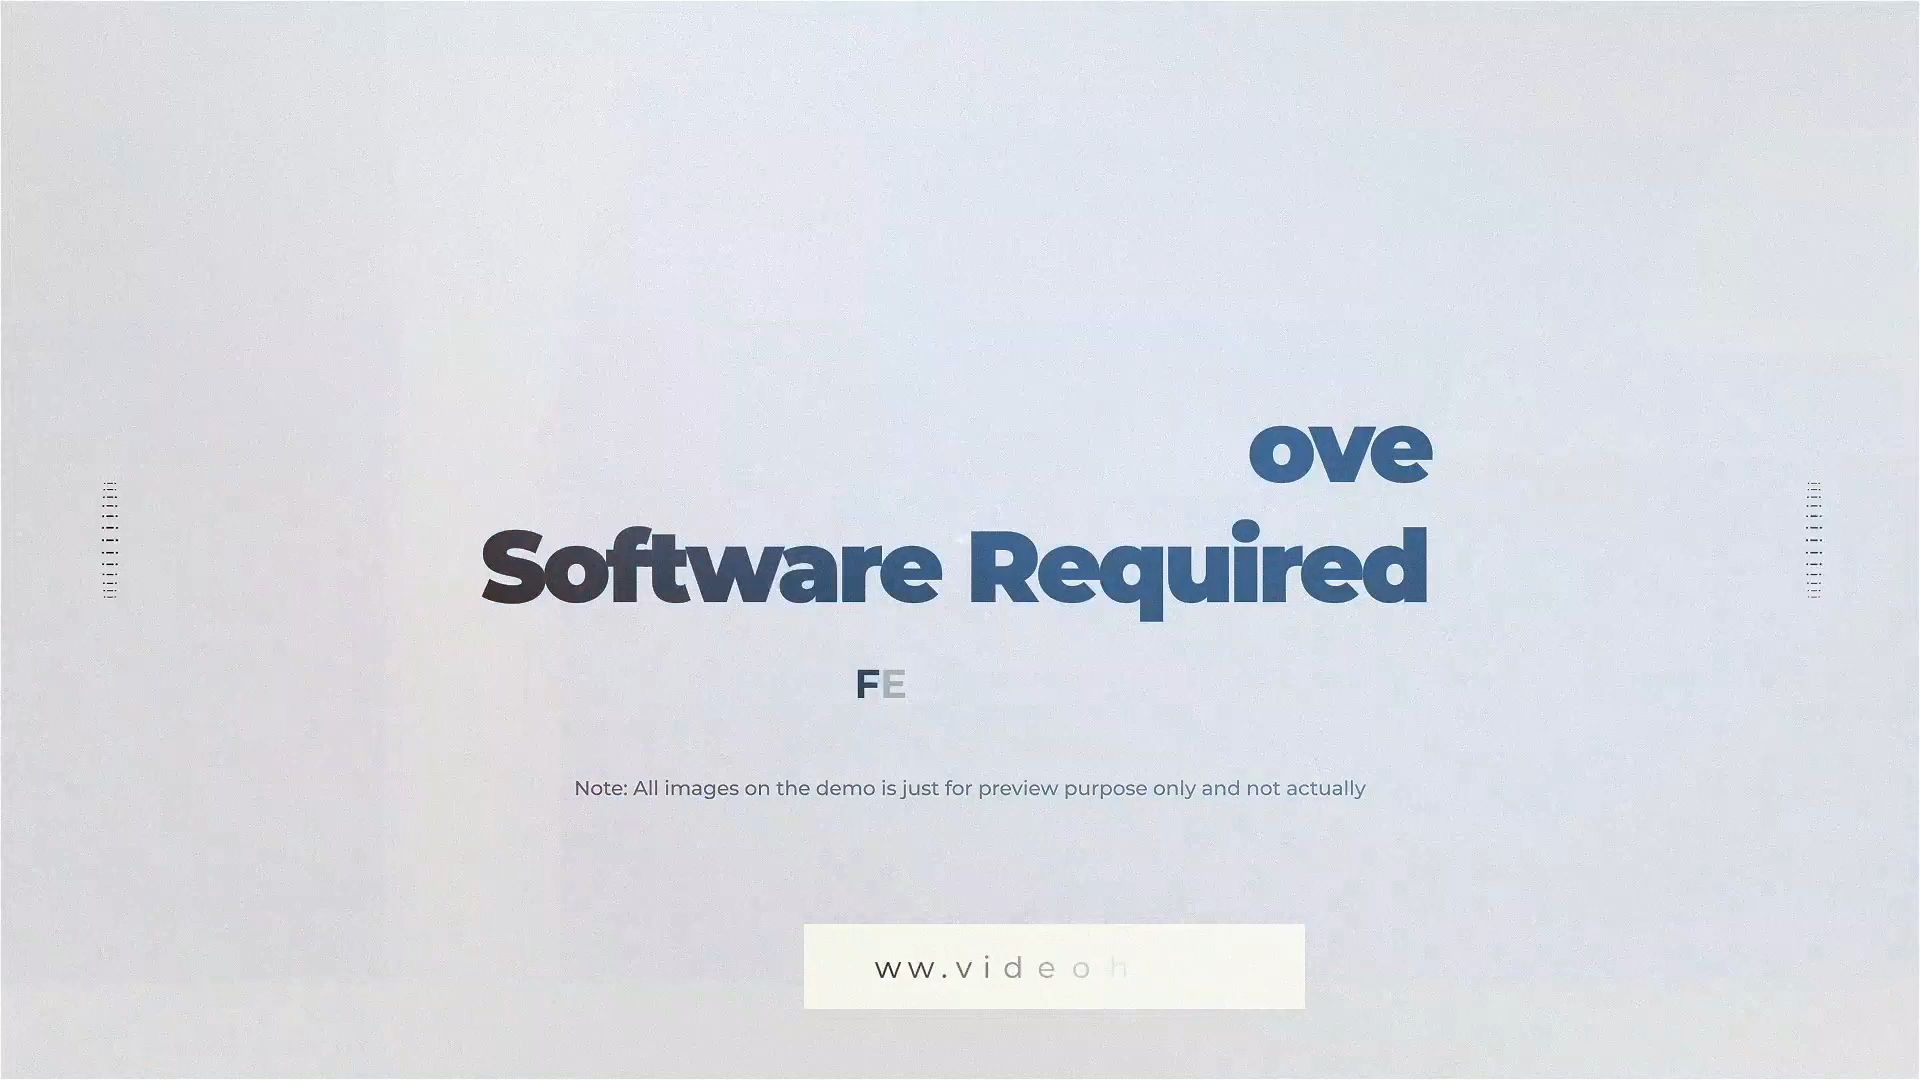 ove
Software Required
FE
Note: All images on the demo is just for preview purpose only and not actually
ww.videoh